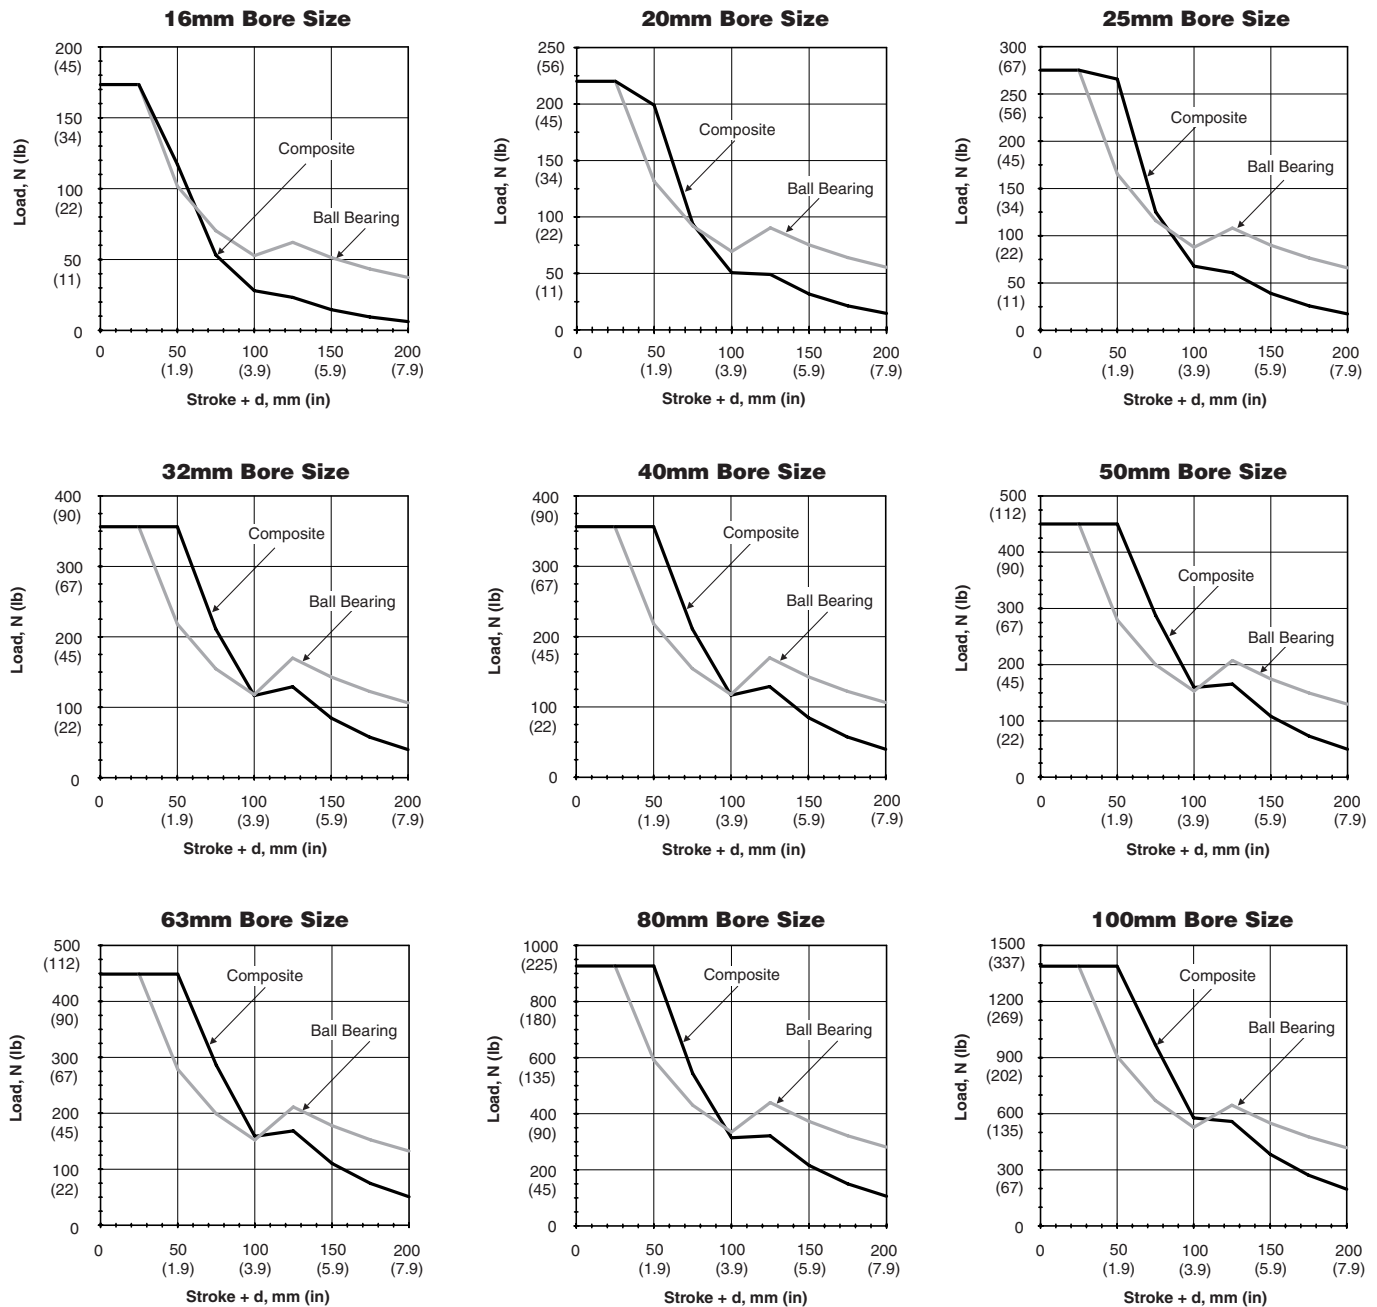 16mm Bore Size
200
(45)
150
(34)
100
(22)
50
(11)
0
Load, N (lb)
Composite
Ball Bearing
0 50 100 150 200
(1.9) (3.9) (5.9) (7.9)
Stroke + d, mm (in)
20mm Bore Size
250
(56)
200
(45)
150
(34)
100
(22)
50
(11)
0
Load, N (lb)
Composite
Ball Bearing
0 50 100 150 200
(1.9) (3.9) (5.9) (7.9)
Stroke + d, mm (in)
25mm Bore Size
300
(67)
250
(56)
200
(45)
150
(34)
100
(22)
50
(11)
0
Load, N (lb)
Composite
Ball Bearing
0 50 100 150 200
(1.9) (3.9) (5.9) (7.9)
Stroke + d, mm (in)
32mm Bore Size
400
(90)
300
(67)
200
(45)
100
(22)
0
Load, N (lb)
Composite
Ball Bearing
0 50 100 150 200
(1.9) (3.9) (5.9) (7.9)
Stroke + d, mm (in)
40mm Bore Size
400
(90)
300
(67)
200
(45)
100
(22)
0
Load, N (lb)
Composite
Ball Bearing
0 50 100 150 200
(1.9) (3.9) (5.9) (7.9)
Stroke + d, mm (in)
50mm Bore Size
500
(112)
400
(90)
300
(67)
200
(45)
100
(22)
0
Load, N (lb)
Composite
Ball Bearing
0 50 100 150 200
(1.9) (3.9) (5.9) (7.9)
Stroke + d, mm (in)
63mm Bore Size
500
(112)
400
(90)
300
(67)
200
(45)
100
(22)
0
Load, N (lb)
Composite
Ball Bearing
0 50 100 150 200
(1.9) (3.9) (5.9) (7.9)
Stroke + d, mm (in)
80mm Bore Size
1000
(225)
800
(180)
600
(135)
400
(90)
200
(45)
0
Load, N (lb)
Composite
Ball Bearing
0 50 100 150 200
(1.9) (3.9) (5.9) (7.9)
Stroke + d, mm (in)
100mm Bore Size
1500
(337)
1200
(269)
900
(202)
600
(135)
300
(67)
0
Load, N (lb)
Composite
Ball Bearing
0 50 100 150 200
(1.9) (3.9) (5.9) (7.9)
Stroke + d, mm (in)